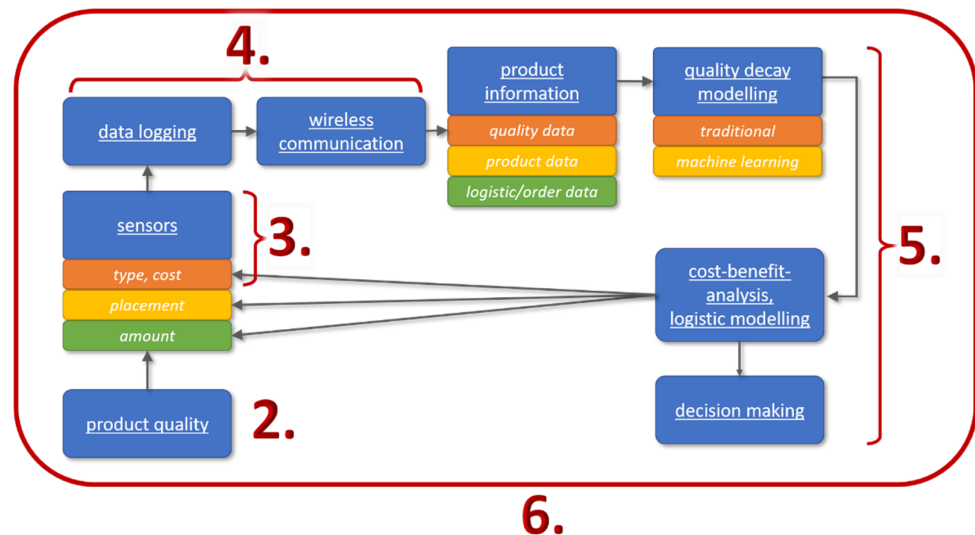 4.
data logging
wireless
communication
product
information
quality data
product data
logistic/order data
quality decay
modelling
traditional
machine learning
sensors
type, cost
placement
amount
3.
product quality
2.
cost-benefit-
analysis,
logistic modelling
decision making
5.
6.